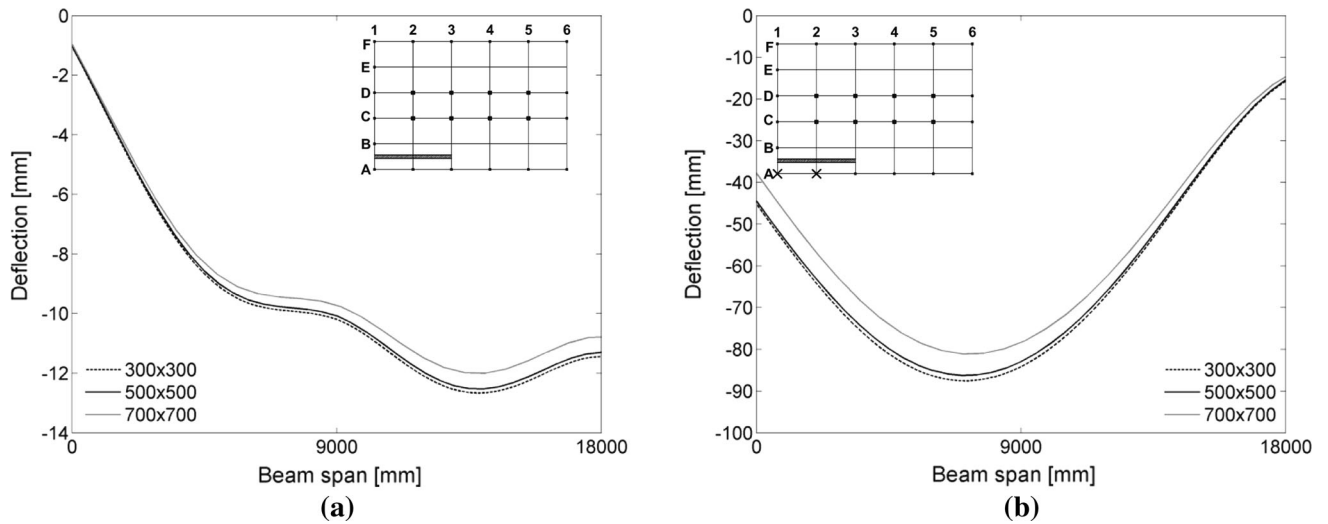 0
-2
-4
-6
-8
-10
-12
-14
Deflection [mm]
1 2 3 4 5 6
F
E
D
C
B
A
300x300
500x500
700x700
0 9000 18000
Beam span [mm]
(a)
0
-10
-20
-30
-40
-50
-60
-70
-80
-90
-100
Deflection [mm]
1 2 3 4 5 6
F
E
D
C
B
A
300x300
500x500
700x700
0 9000 18000
Beam span [mm]
(b)